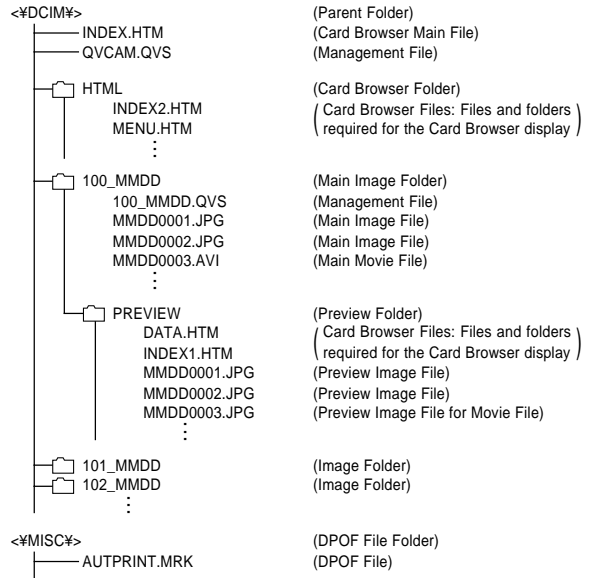 <¥DCIM¥> (Parent Folder)
INDEX.HTM (Card Browser Main File)
QVCAM.QVS (Management File)
HTML (Card Browser Folder)
INDEX2.HTM ( Card Browser Files: Files and folders
MENU.HTM required for the Card Browser display )
⋮
100_MMDD (Main Image Folder)
100_MMDD.QVS (Management File)
MMDD0001.JPG (Main Image File)
MMDD0002.JPG (Main Image File)
MMDD0003.AVI (Main Movie File)
⋮
PREVIEW (Preview Folder)
DATA.HTM ( Card Browser Files: Files and folders
INDEX1.HTM required for the Card Browser display )
MMDD0001.JPG (Preview Image File)
MMDD0002.JPG (Preview Image File)
MMDD0003.JPG (Preview Image File for Movie File)
⋮
101_MMDD (Image Folder)
102_MMDD (Image Folder)
⋮
<¥MISC¥> (DPOF File Folder)
AUTPRINT.MRK (DPOF File)